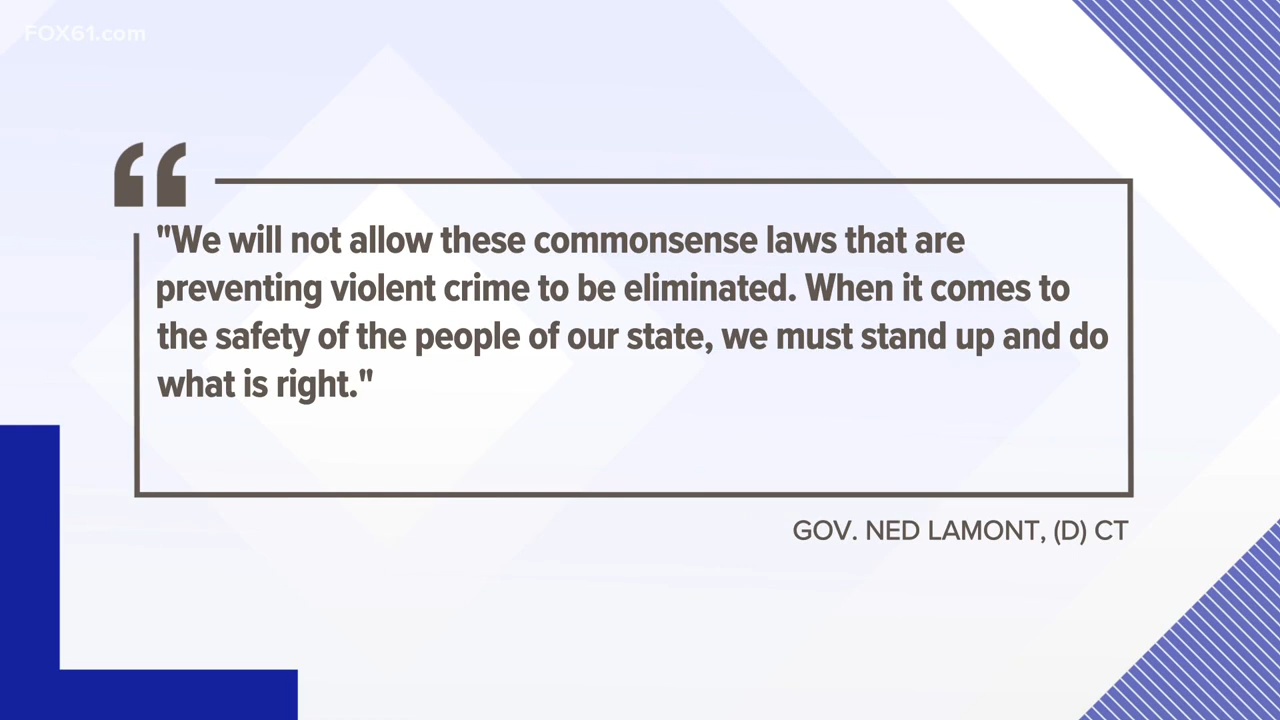 FOX61.com
"We will not allow these commonsense laws that are
preventing violent crime to be eliminated. When it comes to
the safety of the people of our state, we must stand up and do
what is right."
GOV. NED LAMONT, (D) CT